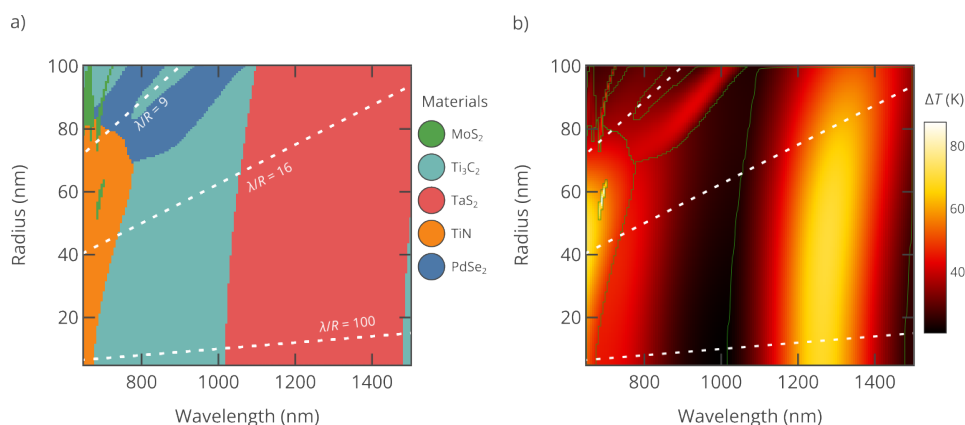 a)
100
80
60
40
20
Radius (nm)
800
1000
1200
1400
Wavelength (nm)
λ/R = 9
λ/R = 16
λ/R = 100
Materials
MoS₂
Ti₃C₂
TaS₂
TiN
PdSe₂
b)
100
80
60
40
20
Radius (nm)
800
1000
1200
1400
Wavelength (nm)
ΔT (K)
80
60
40